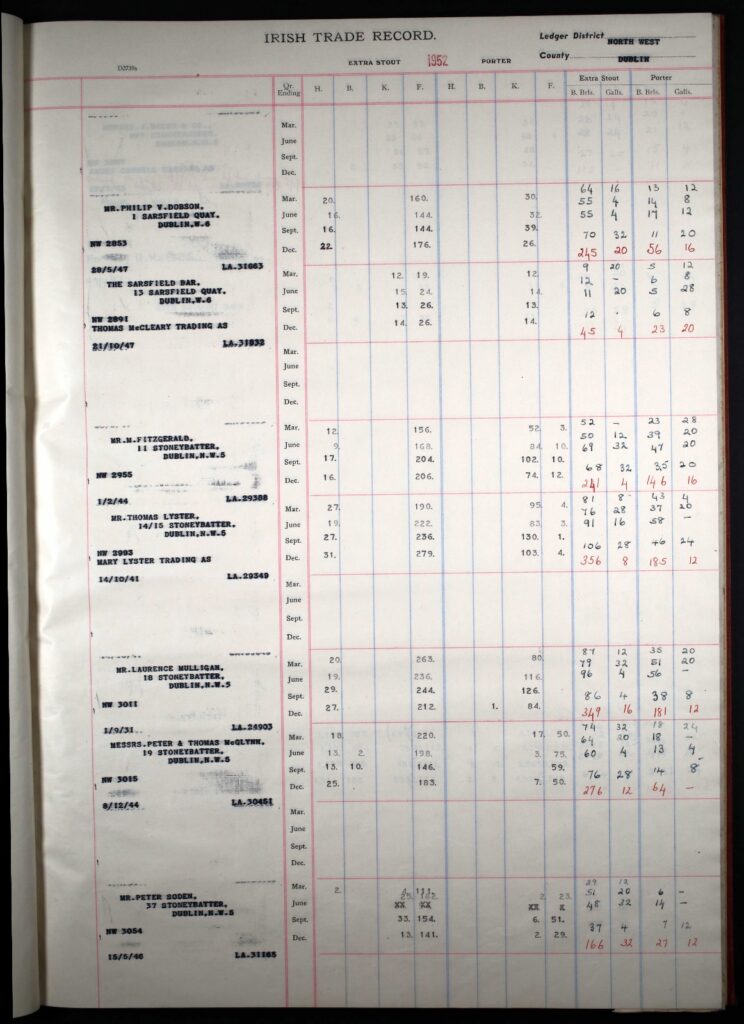 IRISH TRADE RECORD.
Ledger District NORTH WEST
County DUBLIN
D2739a
EXTRA STOUT 1952 PORTER
Extra Stout Porter
Qr. Ending H. B. K. F. H. B. K. F. B. Brls. Galls. B. Brls. Galls.
Mar.
June
Sept.
Dec.
64 16 13 12
Mar. 20. 160. 30. 55 4 14 8
MR.PHILIP V.DOBSON,
1 SARSFIELD QUAY.
June 16. 144. 32. 55 4 17 12
DUBLIN,W.6
Sept. 16. 144. 39. 70 32 11 20
NW 2853
Dec. 22. 176. 26. 245 20 56 16
28/5/47 LA.31663
9 20 5 12
Mar. 12. 19. 12. 12 - 6 8
THE SARSFIELD BAR,
13 SARSFIELD QUAY.
June 15. 24. 14. 11 20 5 28
DUBLIN,W.6
Sept. 13. 26. 13. 12 . 6 8
NW 2891
THOMAS McCLEARY TRADING AS
Dec. 14. 26. 14. 45 4 23 20
21/10/47 LA.31832
Mar.
June
Sept.
Dec.
52 - 23 28
Mar. 12. 156. 52. 3. 50 12 39 20
MR.M.FITZGERALD,
11 STONEYBATTER,
June 9. 168. 84. 10. 69 32 47 20
DUBLIN,N.W.5
Sept. 17. 204. 102. 10. 68 32 35 20
NW 2955
Dec. 16. 206. 74. 12. 241 4 146 16
1/2/44 LA.29388
81 8 43 4
Mar. 27. 190. 95. 4. 76 28 37 20
MR.THOMAS LYSTER,
14/15 STONEYBATTER,
June 19. 222. 83. 3. 91 16 58 -
DUBLIN,N.W.5
Sept. 27. 236. 130. 1. 106 28 46 24
NW 2993
MARY LYSTER TRADING AS
Dec. 31. 279. 103. 4. 356 8 185 12
14/10/41 LA.29349
Mar.
June
Sept.
Dec.
87 12 35 20
Mar. 20. 263. 80. 79 32 51 20
MR.LAURENCE MULLIGAN,
18 STONEYBATTER,
June 19. 236. 116. 96 4 56 -
DUBLIN,N.W.5
Sept. 29. 244. 126. 86 4 38 8
NW 3011
Dec. 27. 212. 1. 84. 349 16 181 12
1/9/31 LA.24903
74 32 18 24
Mar. 18. 220. 17. 50. 64 20 18 -
MESSRS.PETER & THOMAS McGLYNN,
19 STONEYBATTER,
June 13. 2. 198. 3. 75. 60 4 13 4
DUBLIN,N.W.5
Sept. 13. 10. 146. 59. 76 28 14 8
NW 3015
Dec. 25. 183. 7. 50. 276 12 64 -
8/12/44 LA.30451
Mar.
June
Sept.
Dec.
29 12
Mar. 2. 111. 2. 23. 51 20 6 -
MR.PETER SODEN,
37 STONEYBATTER,
June XX XX XX X 48 32 14 -
DUBLIN,N.W.5
Sept. 33. 154. 6. 51. 37 4 7 12
NW 3054
Dec. 13. 141. 2. 29. 166 32 27 12
15/5/46 LA.31165